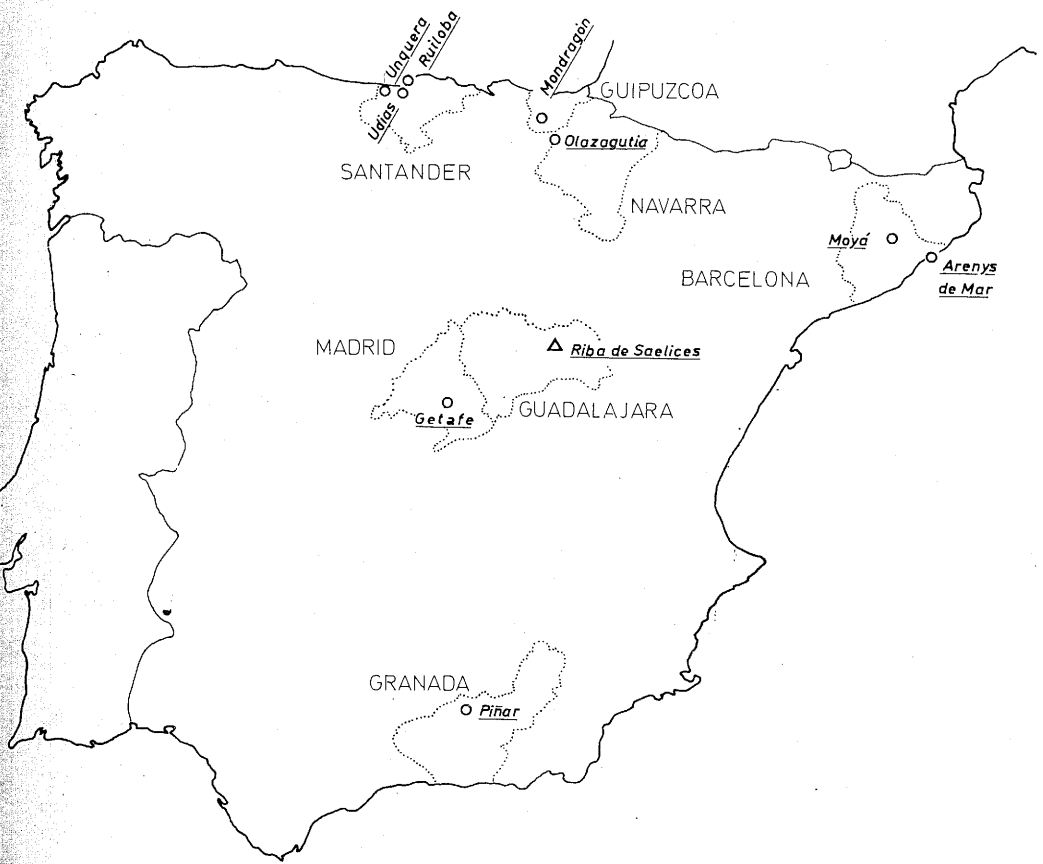 Unquera
Ruiloba
Udías
SANTANDER
Mondragón
GUIPUZCOA
Olazagutia
NAVARRA
Moyá
BARCELONA
Arenys
de Mar
MADRID
Riba de Saelices
Getafe
GUADALAJARA
GRANADA
Piñar